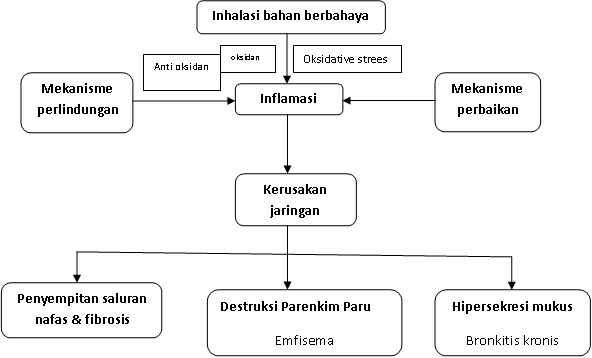 Inhalasi bahan berbahaya
Anti oksidan
oksidan
Oksidative strees
Mekanisme
perlindungan
Inflamasi
Mekanisme
perbaikan
Kerusakan
jaringan
Penyempitan saluran
nafas & fibrosis
Destruksi Parenkim Paru
Emfisema
Hipersekresi mukus
Bronkitis kronis